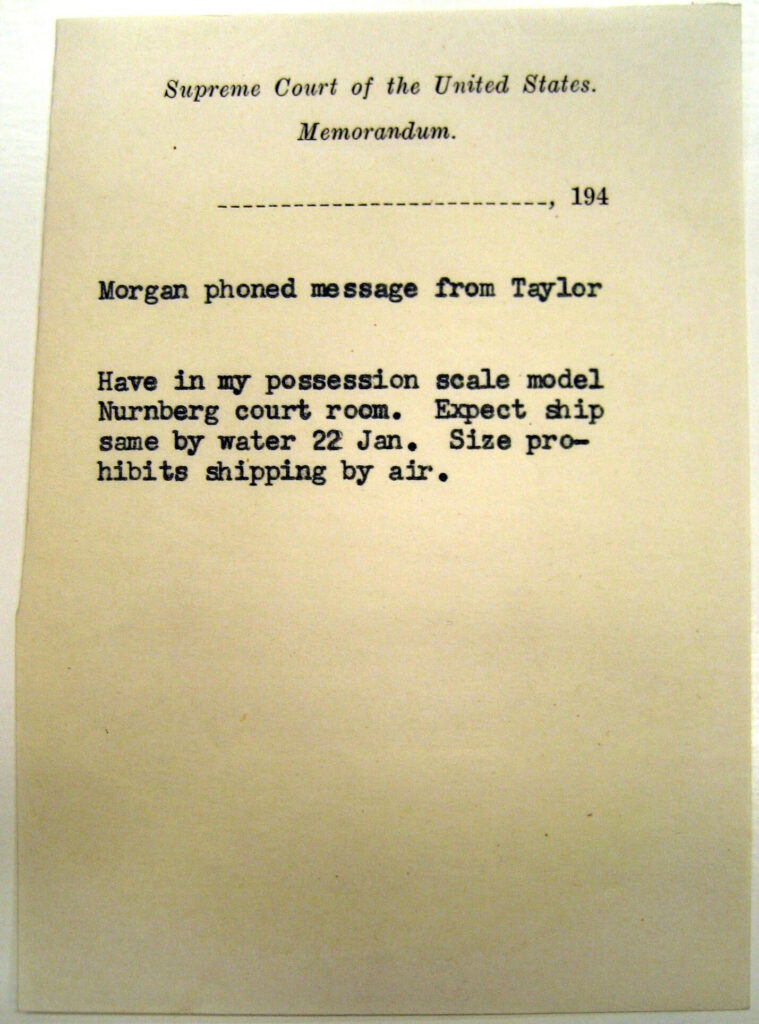 Supreme Court of the United States.
Memorandum.
__________________________, 194
Morgan phoned message from Taylor
Have in my possession scale model
Nurnberg court room.  Expect ship
same by water 22 Jan.  Size pro-
hibits shipping by air.